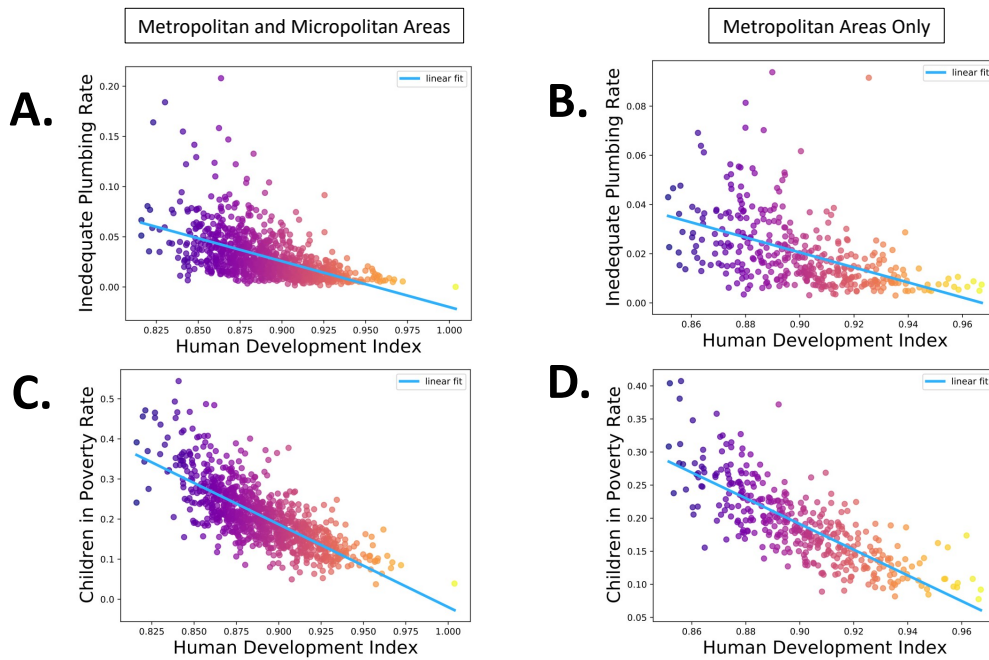 Metropolitan and Micropolitan Areas
Metropolitan Areas Only
A.
Inedequate Plumbing Rate
0.20
0.15
0.10
0.05
0.00
linear fit
0.825 0.850 0.875 0.900 0.925 0.950 0.975 1.000
Human Development Index
B.
Inedequate Plumbing Rate
0.08
0.06
0.04
0.02
0.00
linear fit
0.86 0.88 0.90 0.92 0.94 0.96
Human Development Index
C.
Children in Poverty Rate
0.5
0.4
0.3
0.2
0.1
0.0
linear fit
0.825 0.850 0.875 0.900 0.925 0.950 0.975 1.000
Human Development Index
D.
Children in Poverty Rate
0.40
0.35
0.30
0.25
0.20
0.15
0.10
0.05
linear fit
0.86 0.88 0.90 0.92 0.94 0.96
Human Development Index